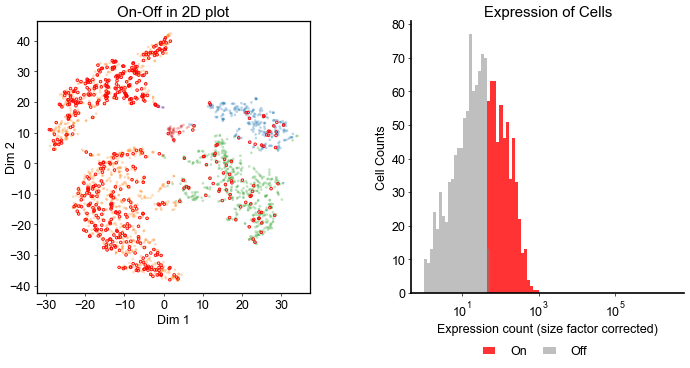 On-Off in 2D plot
Dim 2
40
30
20
10
0
−10
−20
−30
−40
−30 −20 −10 0 10 20 30
Dim 1
Expression of Cells
Cell Counts
80
70
60
50
40
30
20
10
0
10^1 10^3 10^5
Expression count (size factor corrected)
On Off